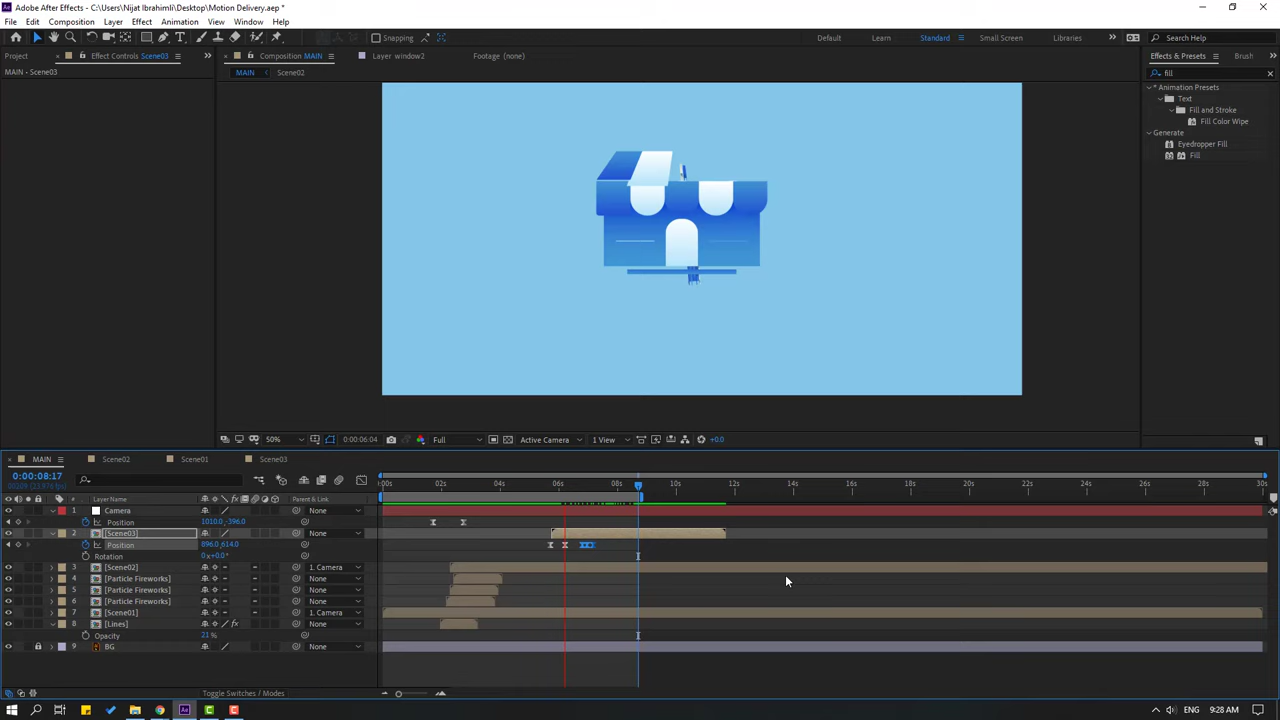 Adobe After Effects - C:\Users\Nijat Ibrahimli\Desktop\Motion Delivery.aep *
File Edit Composition Layer Effect Animation View Window Help
Snapping Default Learn Standard Small Screen Libraries Search Help
Project Effect Controls Scene03 Composition MAIN Layer window2 Footage (none) Effects & Presets Brush
MAIN • Scene03
MAIN Scene02
fill
* Animation Presets
Text
Fill and Stroke
Fill Color Wipe
Generate
Eyedropper Fill
Fill
50% 0:00:06:04 Full Active Camera 1 View +0.0
MAIN Scene02 Scene01 Scene03
0:00:08:17
:00s 02s 04s 06s 08s 10s 12s 14s 16s 18s 20s 22s 24s 26s 28s 30s
# Layer Name fx Parent & Link
1 Camera
Position 1010.0,-396.0
2 [Scene03] None
Position 896.0,614.0
Rotation 0x+0.0°
3 [Scene02] 1. Camera
4 [Particle Fireworks] None
5 [Particle Fireworks] None
6 [Particle Fireworks] None
7 [Scene01] 1. Camera
8 [Lines] fx None
Opacity 21 %
9 BG None
Toggle Switches / Modes
Ae ENG 9:28 AM